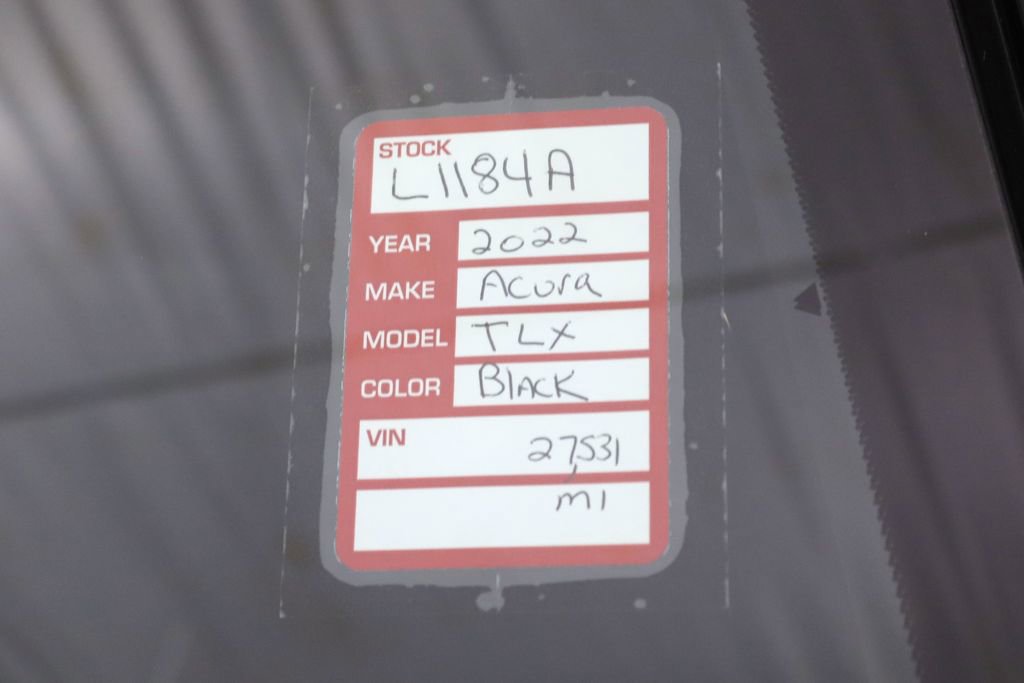 STOCK
L1184A
YEAR 2022
MAKE Acura
MODEL TLX
COLOR Black
VIN
27,531
mi